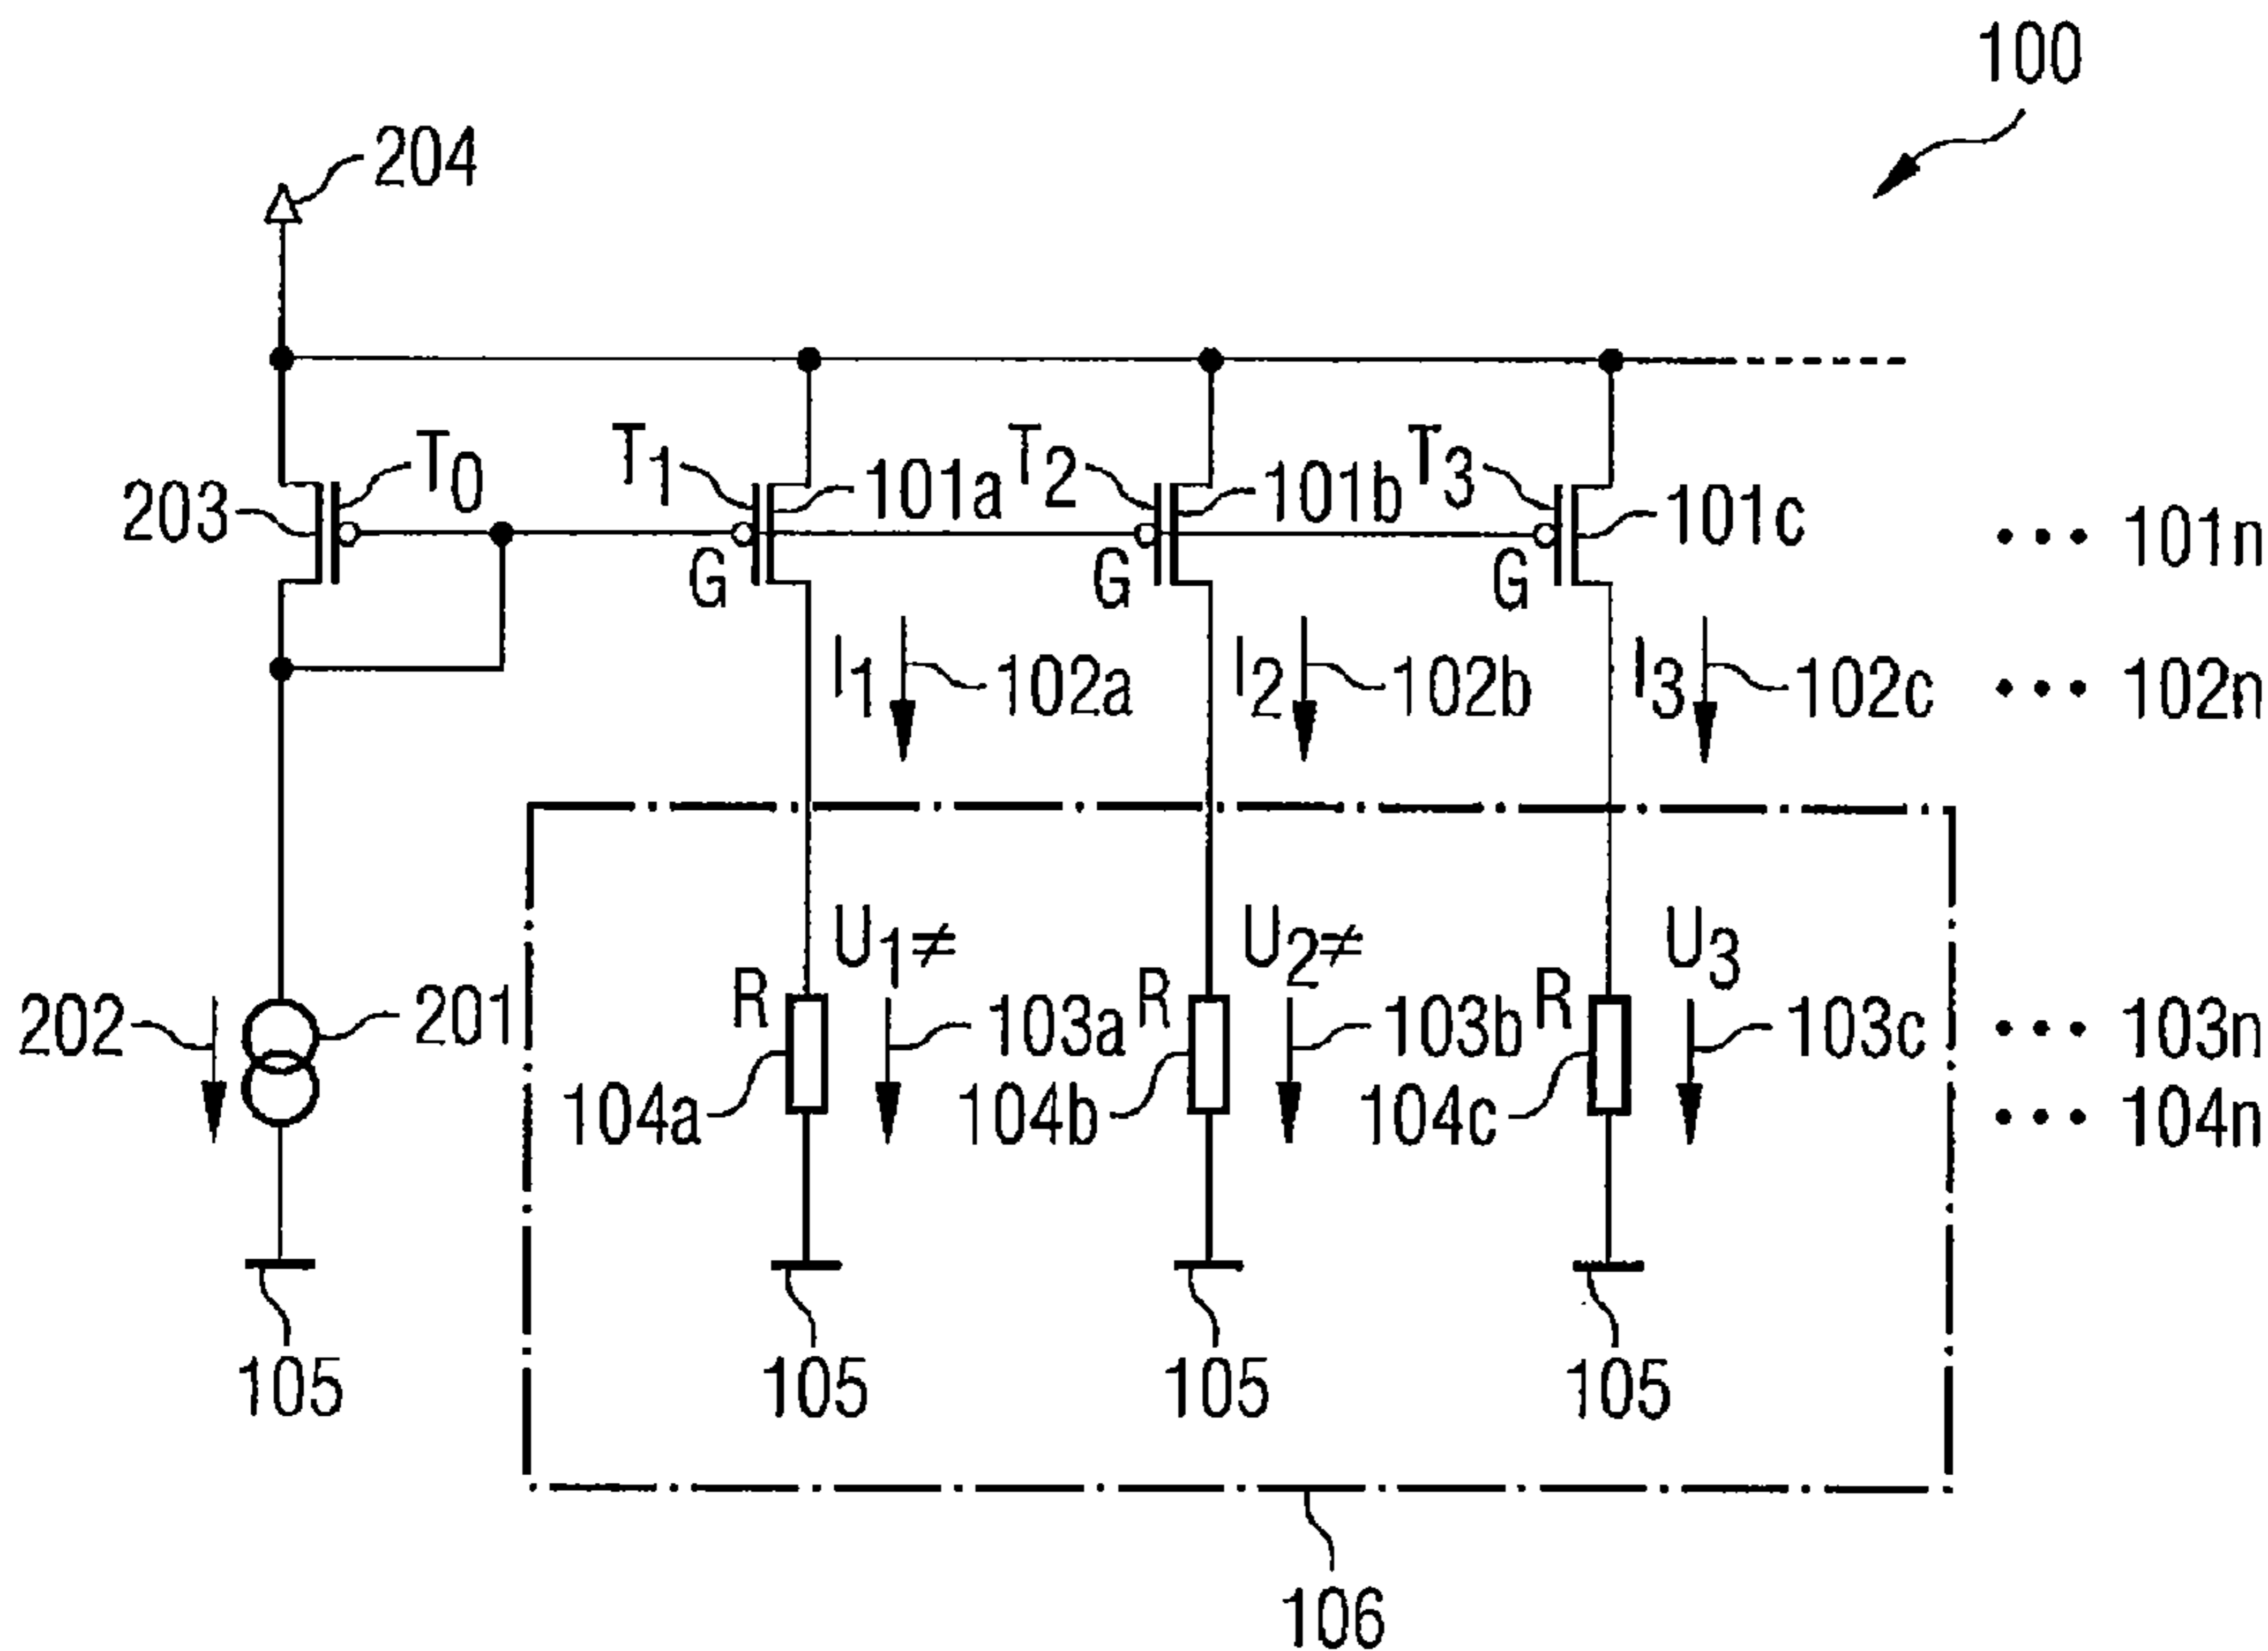 100
204
T0 T1 101a T2 101b T3 101c
203
G G G
... 101n
I1 102a I2 102b I3 102c ... 102n
U1≠ U2≠ U3
R R R
202 201 103a 103b 103c ... 103n
104a 104b 104c ... 104n
105 105 105 105
106